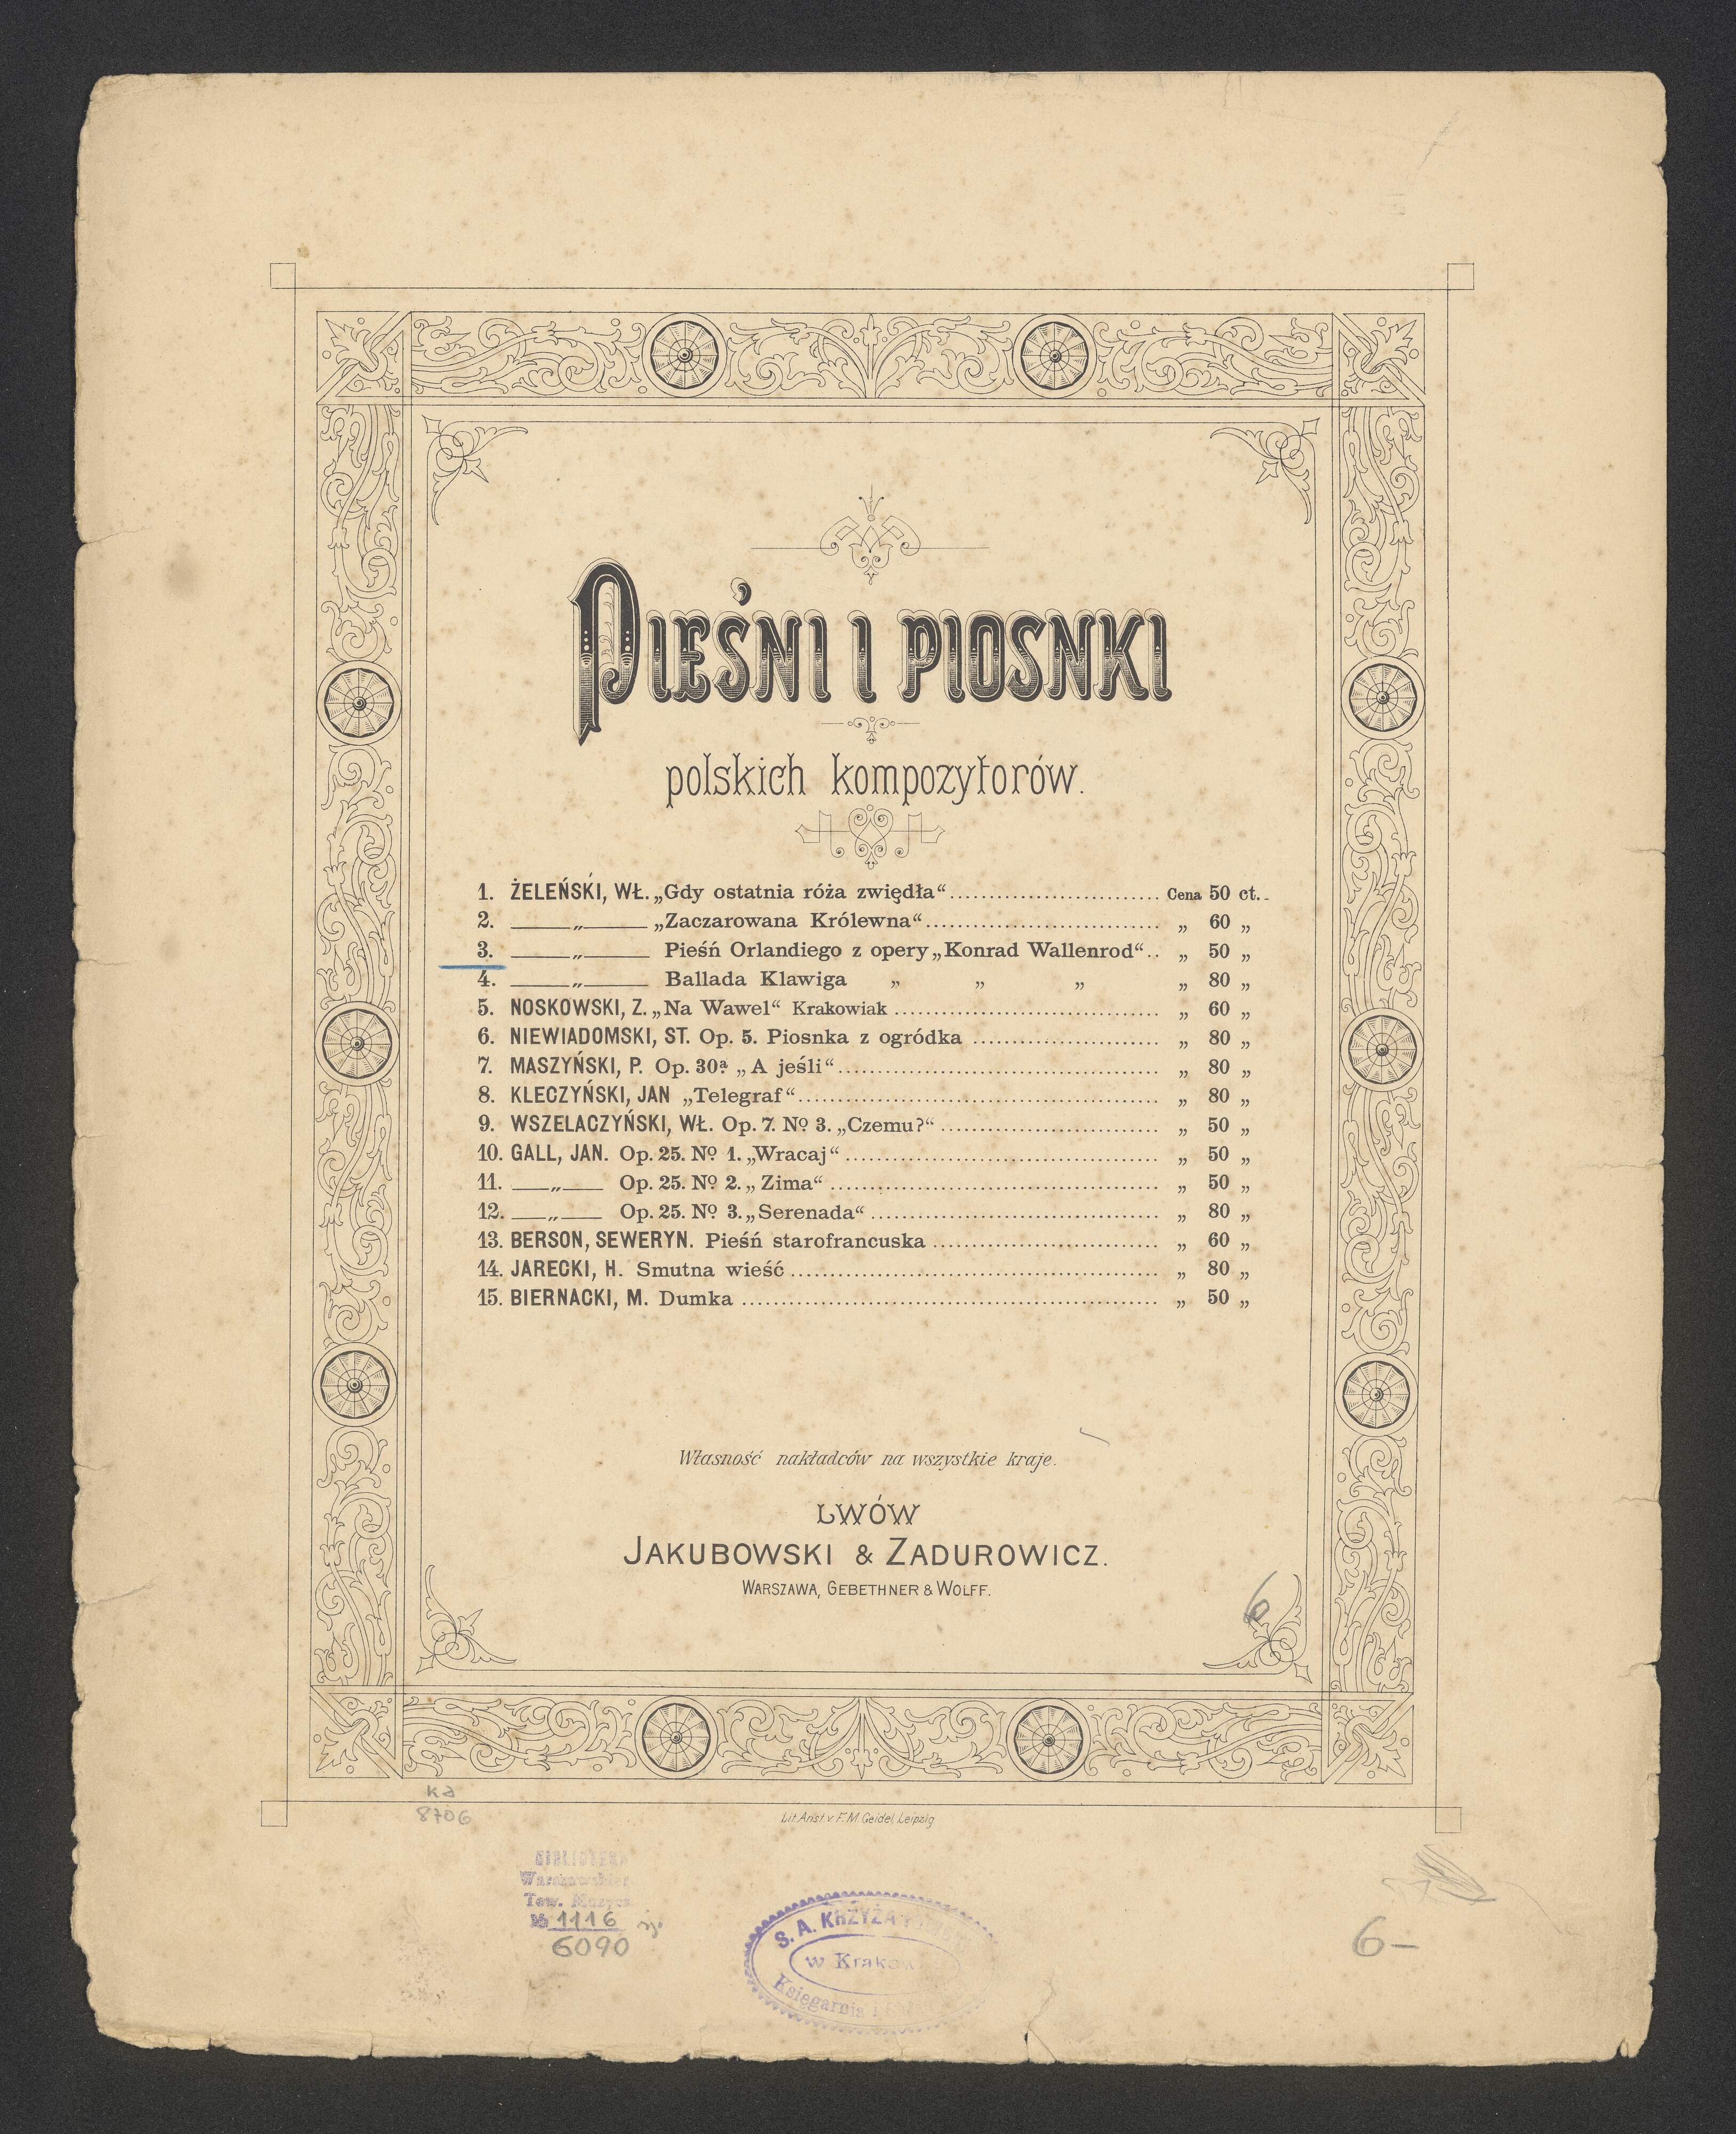 PIEŚNI I PIOSNKI
polskich kompozytorów.
1. ŻELEŃSKI, WŁ. „Gdy ostatnia róża zwiędła“ .......................... Cena 50 ct.
2. ——„—— „Zaczarowana Królewna“ .............................. „ 60 „
3. ——„—— Pieśń Orlandiego z opery „Konrad Wallenrod“ .. „ 50 „
4. ——„—— Ballada Klawiga „ „ „ „ 80 „
5. NOSKOWSKI, Z. „Na Wawel“ Krakowiak .................................. „ 60 „
6. NIEWIADOMSKI, ST. Op. 5. Piosnka z ogródka ........................ „ 80 „
7. MASZYŃSKI, P. Op. 30ª. „A jeśli“ ......................................... „ 80 „
8. KLECZYŃSKI, JAN „Telegraf“ .............................................. „ 80 „
9. WSZELACZYŃSKI, WŁ. Op. 7. Nº 3. „Czemu?“ ............................ „ 50 „
10. GALL, JAN. Op. 25. Nº 1. „Wracaj“ ........................................ „ 50 „
11. ——„—— Op. 25. Nº 2. „Zima“ .......................................... „ 50 „
12. ——„—— Op. 25. Nº 3. „Serenada“ ..................................... „ 80 „
13. BERSON, SEWERYN. Pieśń starofrancuska ............................. „ 60 „
14. JARECKI, H. Smutna wieść ............................................... „ 80 „
15. BIERNACKI, M. Dumka ..................................................... „ 50 „
Własność nakładców na wszystkie kraje.
LWÓW
JAKUBOWSKI & ZADUROWICZ.
WARSZAWA, GEBETHNER & WOLFF.
6
ka
8706
Lit. Anst. v. F. M. Geidel, Leipzig
BIBLIOTEKA
Tow.
№ 1116
6090
S. A.
w
Księgarnia i
6—